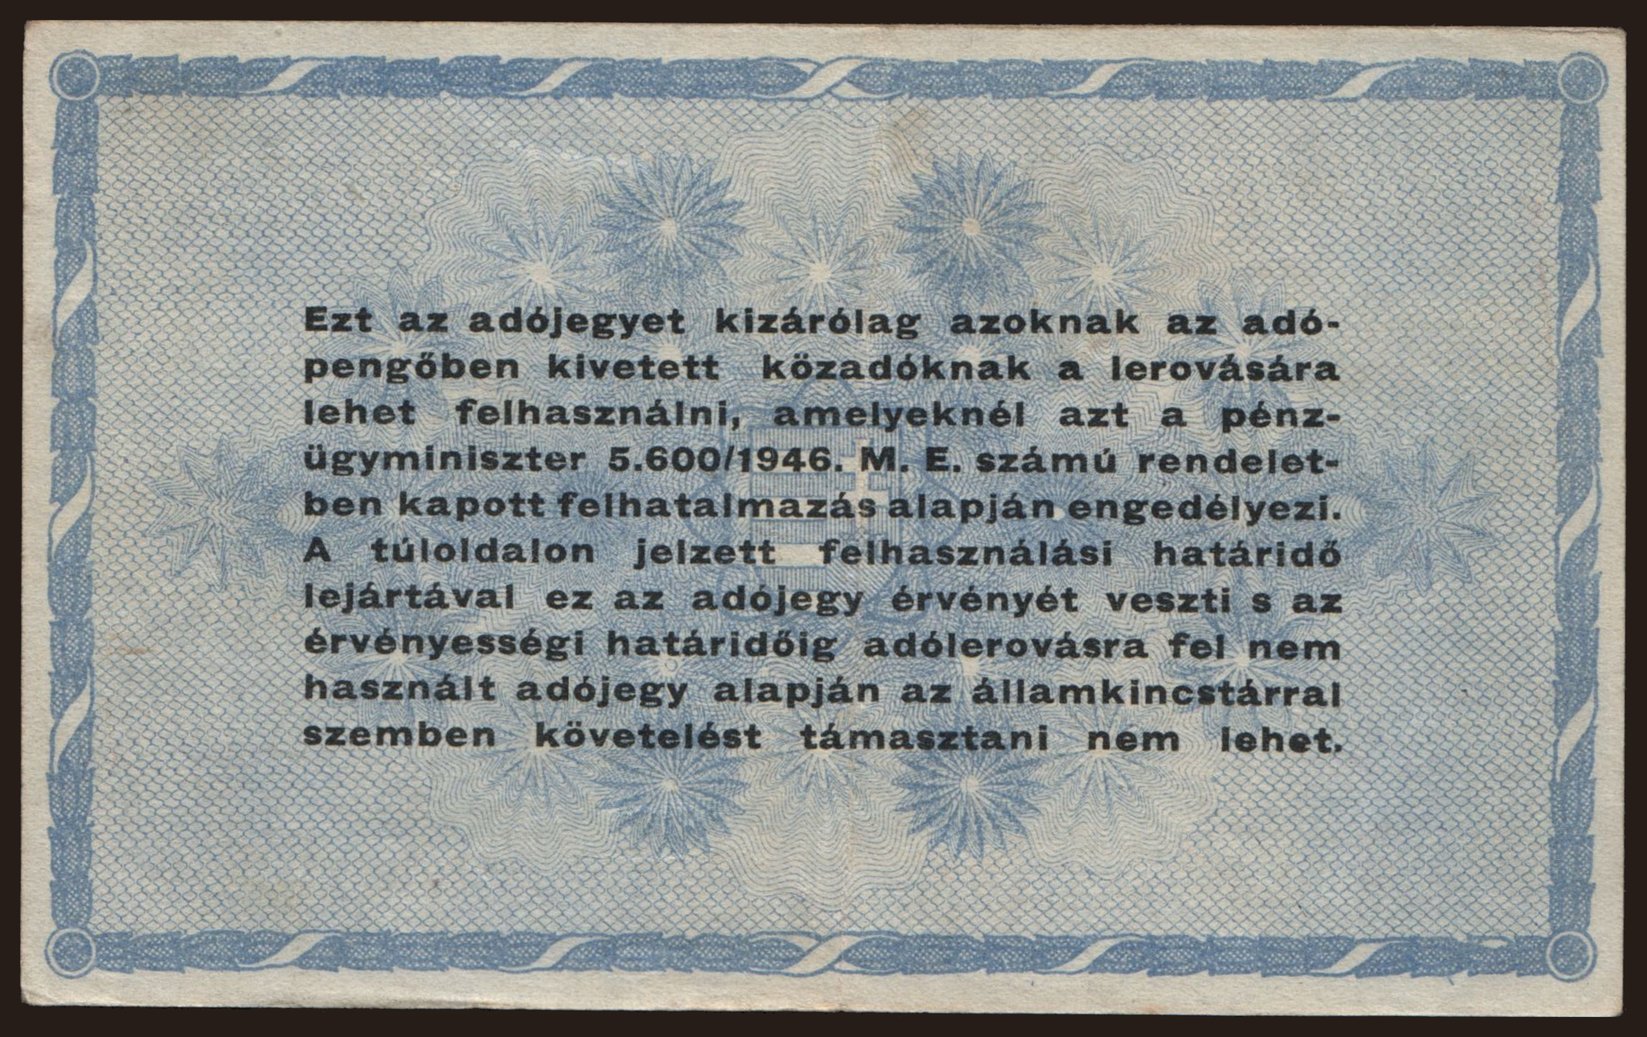 Ezt az adójegyet kizárólag azoknak az adó-
pengőben kivetett közadóknak a lerovására
lehet felhasználni, amelyeknél azt a pénz-
ügyminiszter 5.600/1946. M. E. számú rendelet-
ben kapott felhatalmazás alapján engedélyezi.
A túloldalon jelzett felhasználási határidő
lejártával ez az adójegy érvényét veszti s az
érvényességi határidőig adólerovásra fel nem
használt adójegy alapján az államkincstárral
szemben követelést támasztani nem lehet.